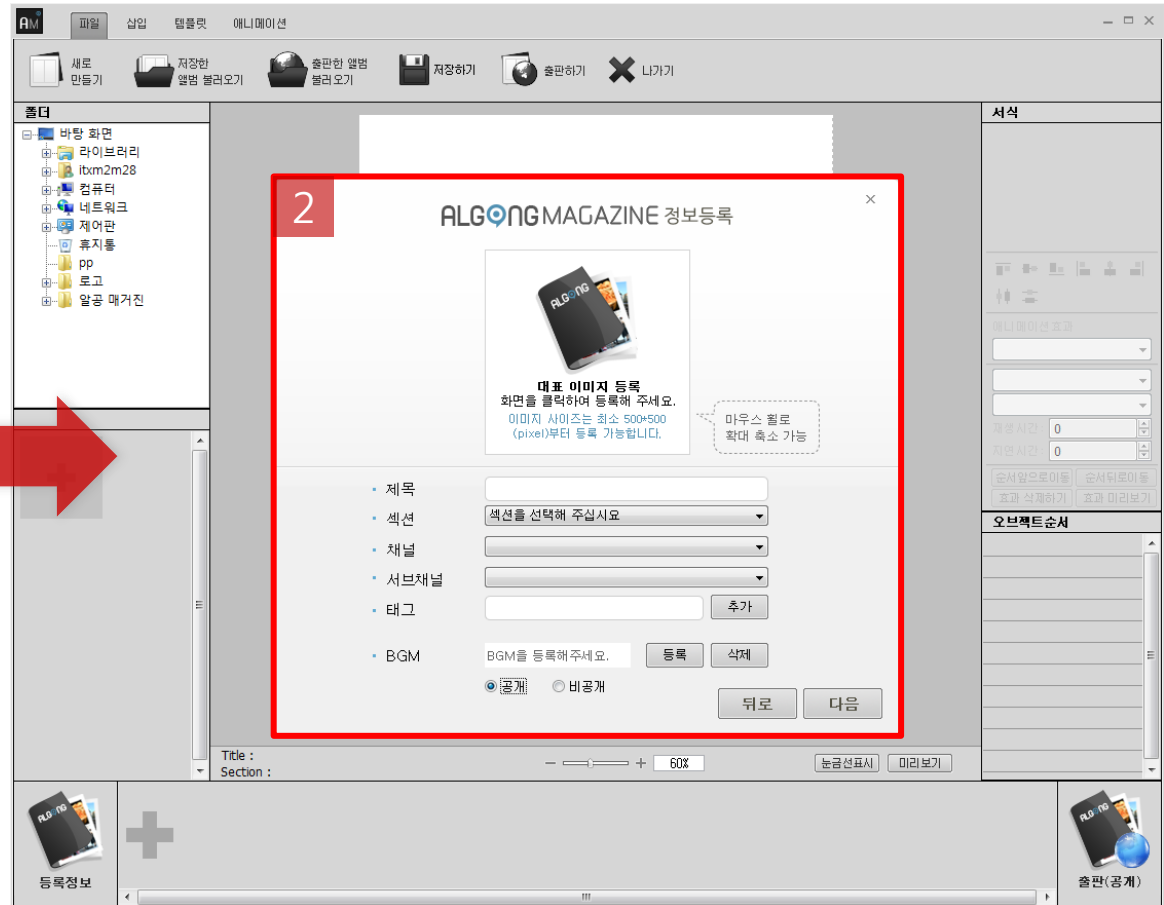 AM 파일 삽입 템플릿 애니메이션
새로
만들기
저장한
앨범 불러오기
출판한 앨범
불러오기
저장하기
출판하기
나가기
폴더
바탕 화면
라이브러리
itxm2m28
컴퓨터
네트워크
제어판
휴지통
pp
로고
알공 매거진
2
ALGONG MAGAZINE 정보등록
ALGONG
대표 이미지 등록
화면을 클릭하여 등록해 주세요.
이미지 사이즈는 최소 500*500
(pixel)부터 등록 가능합니다.
마우스 휠로
확대 축소 가능
제목
섹션 섹션을 선택해 주십시요
채널
서브채널
태그 추가
BGM BGM을 등록해주세요. 등록 삭제
공개 비공개
뒤로 다음
서식
애니메이션효과
재생시간: 0
지연시간: 0
순서앞으로이동 순서뒤로이동
효과 삭제하기 효과 미리보기
오브젝트순서
Title :
Section :
60% 눈금선표시 미리보기
ALGONG
등록정보
ALGONG
출판(공개)